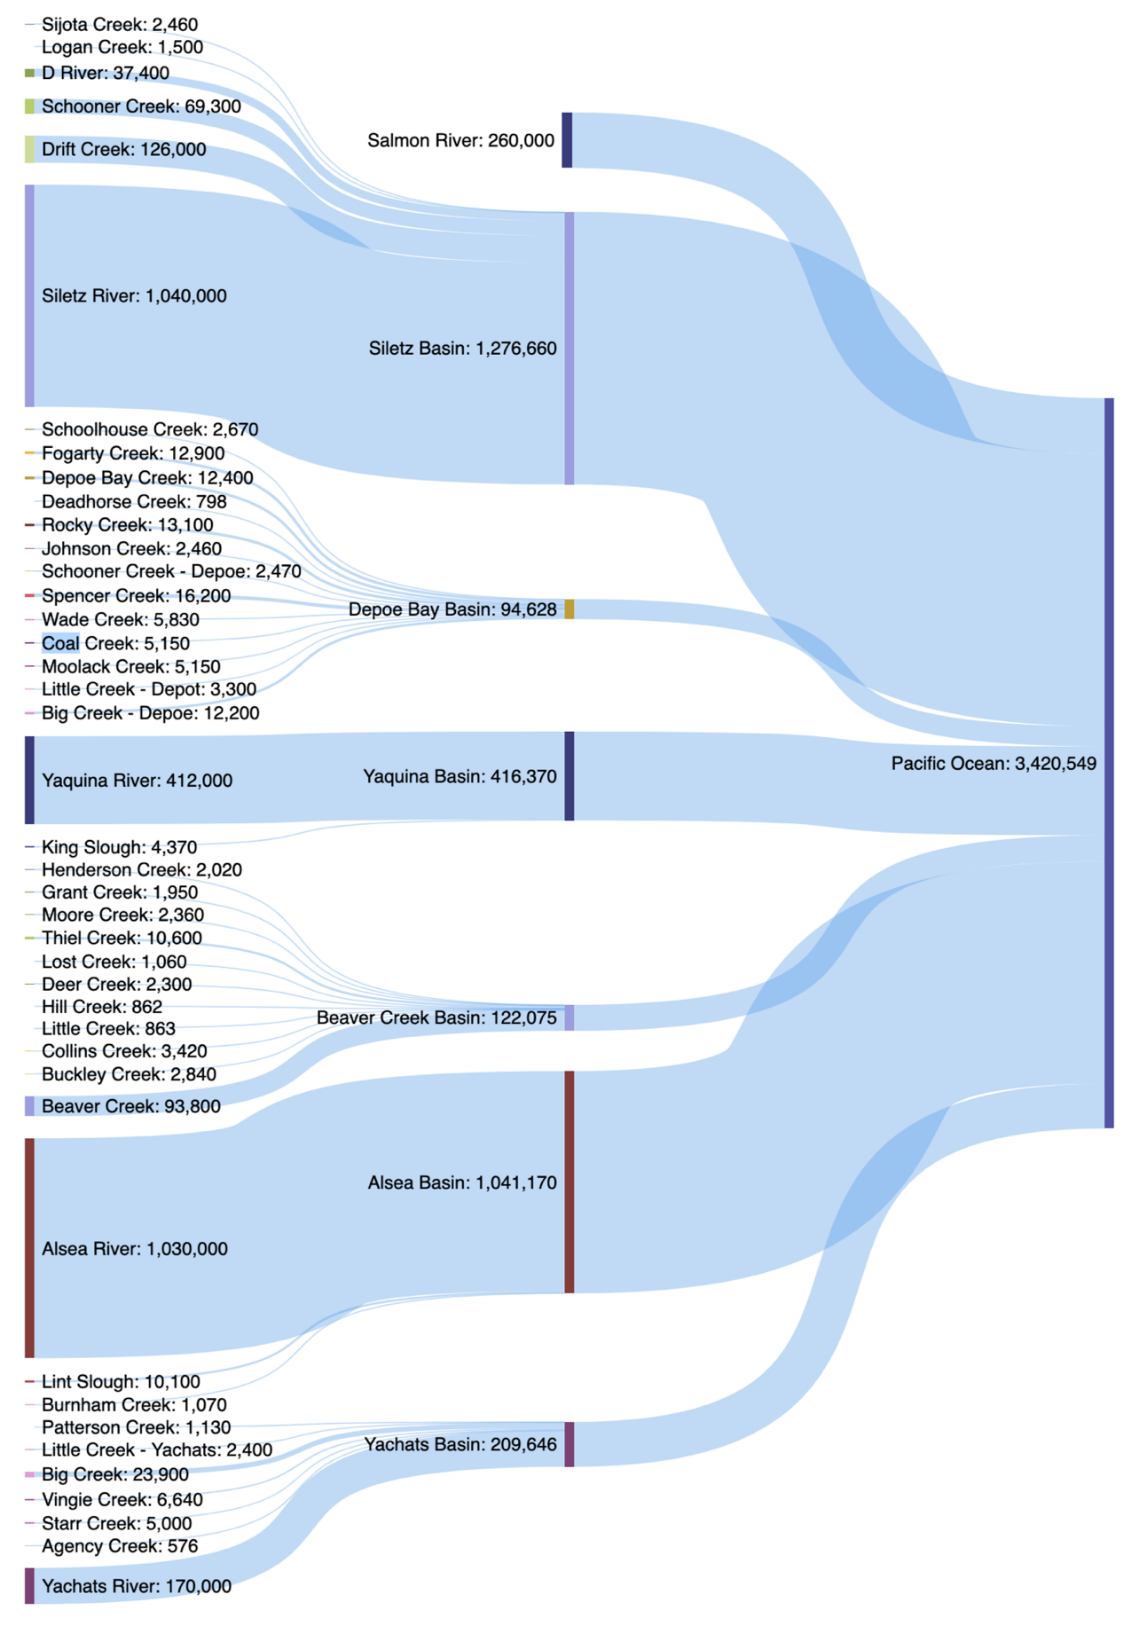 Sijota Creek: 2,460
Logan Creek: 1,500
D River: 37,400
Schooner Creek: 69,300
Drift Creek: 126,000
Siletz River: 1,040,000
Schoolhouse Creek: 2,670
Fogarty Creek: 12,900
Depoe Bay Creek: 12,400
Deadhorse Creek: 798
Rocky Creek: 13,100
Johnson Creek: 2,460
Schooner Creek - Depoe: 2,470
Spencer Creek: 16,200
Wade Creek: 5,830
Coal Creek: 5,150
Moolack Creek: 5,150
Little Creek - Depot: 3,300
Big Creek - Depoe: 12,200
Yaquina River: 412,000
King Slough: 4,370
Henderson Creek: 2,020
Grant Creek: 1,950
Moore Creek: 2,360
Thiel Creek: 10,600
Lost Creek: 1,060
Deer Creek: 2,300
Hill Creek: 862
Little Creek: 863
Collins Creek: 3,420
Buckley Creek: 2,840
Beaver Creek: 93,800
Alsea River: 1,030,000
Lint Slough: 10,100
Burnham Creek: 1,070
Patterson Creek: 1,130
Little Creek - Yachats: 2,400
Big Creek: 23,900
Vingie Creek: 6,640
Starr Creek: 5,000
Agency Creek: 576
Yachats River: 170,000
Salmon River: 260,000
Siletz Basin: 1,276,660
Depoe Bay Basin: 94,628
Yaquina Basin: 416,370
Beaver Creek Basin: 122,075
Alsea Basin: 1,041,170
Yachats Basin: 209,646
Pacific Ocean: 3,420,549